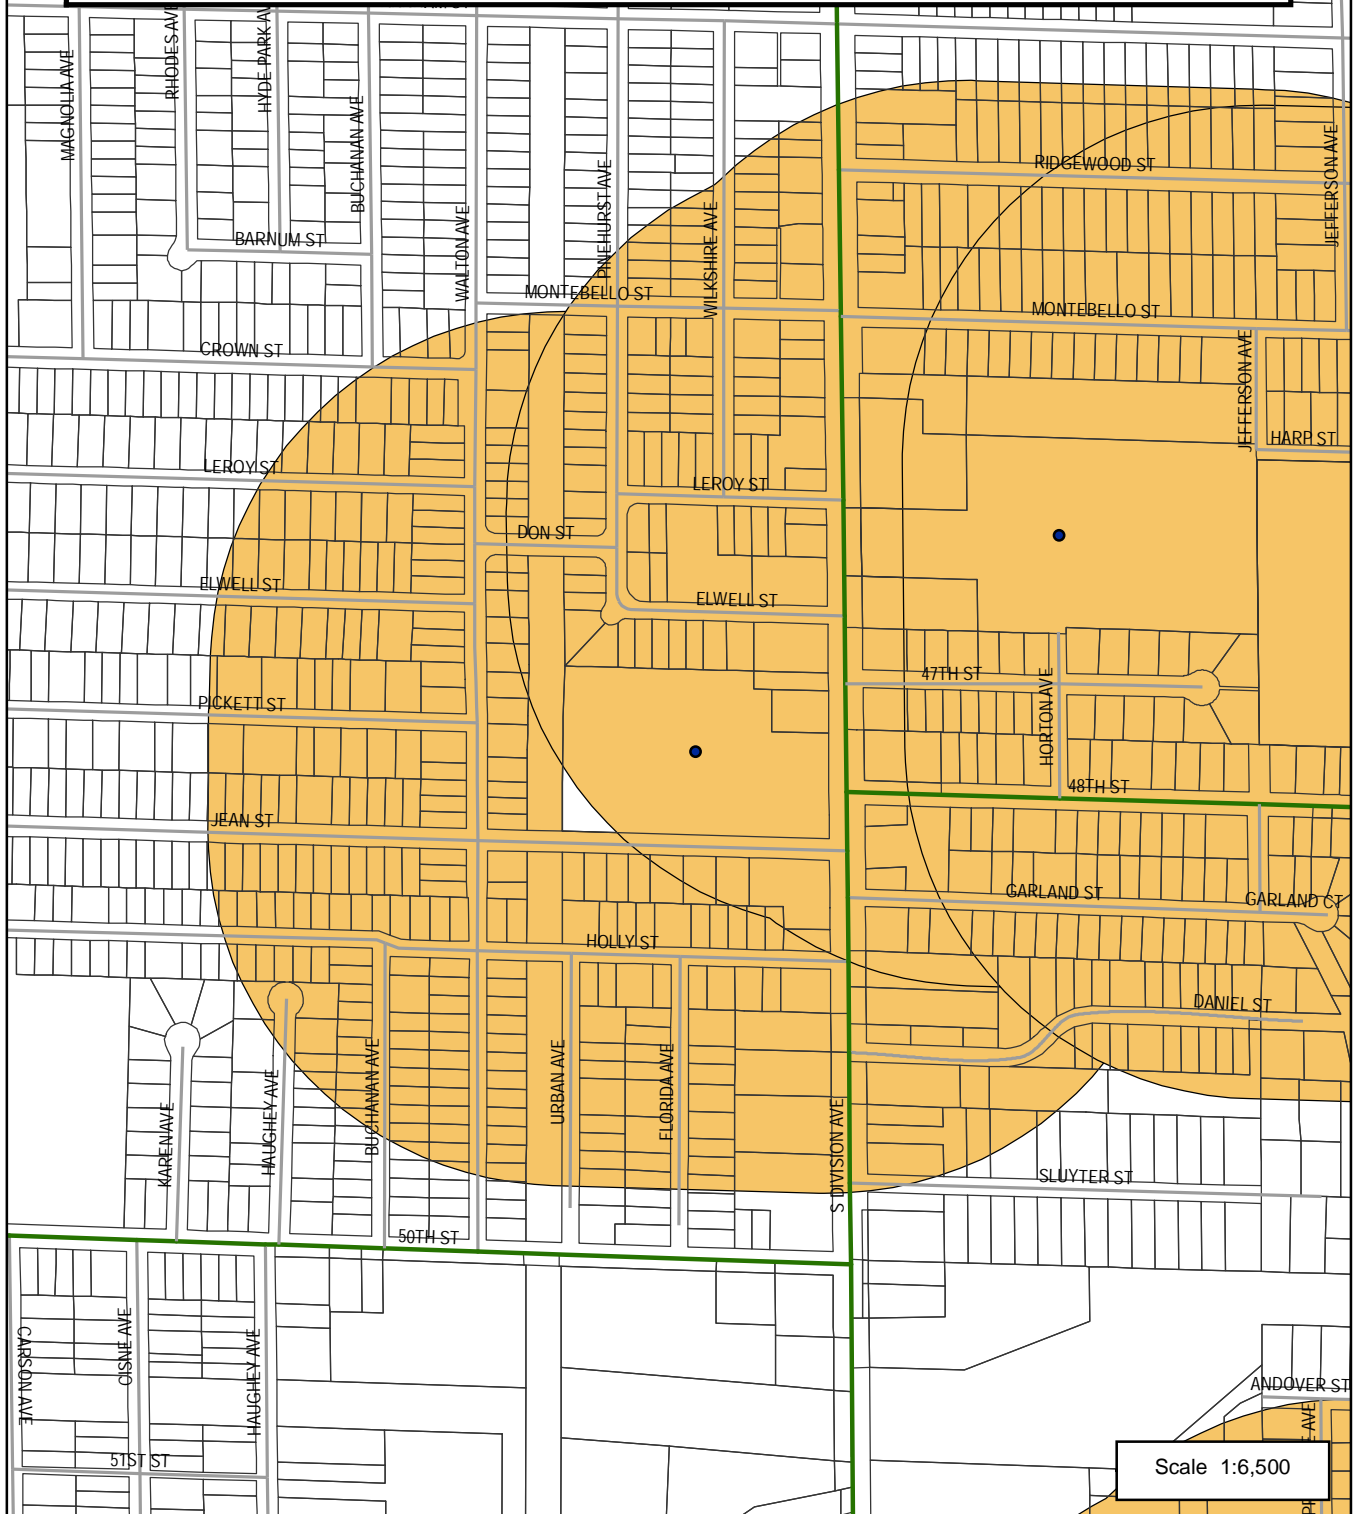 MAGNOLIA AVE
RHODES AVE
HYDE PARK AV
BUCHANAN AVE
WALTON AVE
PINEHURST AVE
WILKSHIRE AVE
JEFFERSON AVE
RIDGEWOOD ST
BARNUM ST
MONTEBELLO ST
MONTEBELLO ST
CROWN ST
JEFFERSON AVE
HARP ST
LEROY ST
LEROY ST
DON ST
ELWELL ST
ELWELL ST
47TH ST
HORTON AVE
PICKETT ST
48TH ST
JEAN ST
GARLAND ST
GARLAND CT
HOLLY ST
DANIEL ST
KAREN AVE
HAUGHEY AVE
BUCHANAN AVE
URBAN AVE
FLORIDA AVE
S DIVISION AVE
SLUYTER ST
50TH ST
CARSON AVE
CISNE AVE
HAUGHEY AVE
ANDOVER ST
51ST ST
Scale 1:6,500